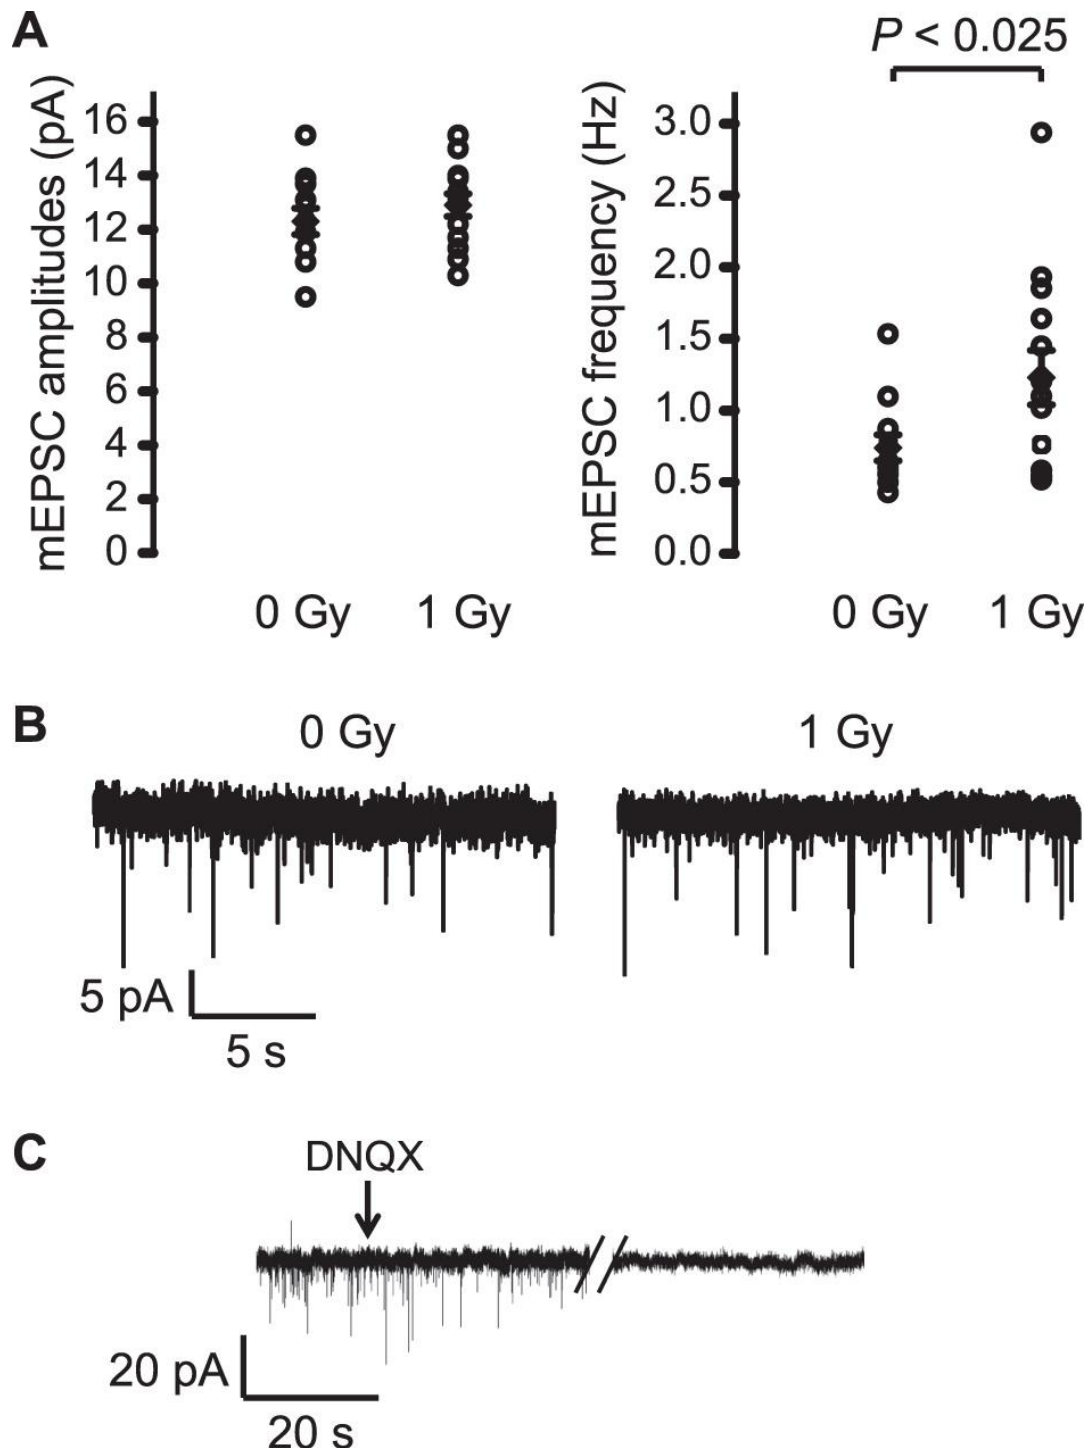 A
P < 0.025
mEPSC amplitudes (pA)
16
14
12
10
8
6
4
2
0
0 Gy 1 Gy
mEPSC frequency (Hz)
3.0
2.5
2.0
1.5
1.0
0.5
0.0
0 Gy 1 Gy
B
0 Gy 1 Gy
5 pA
5 s
C
DNQX
20 pA
20 s